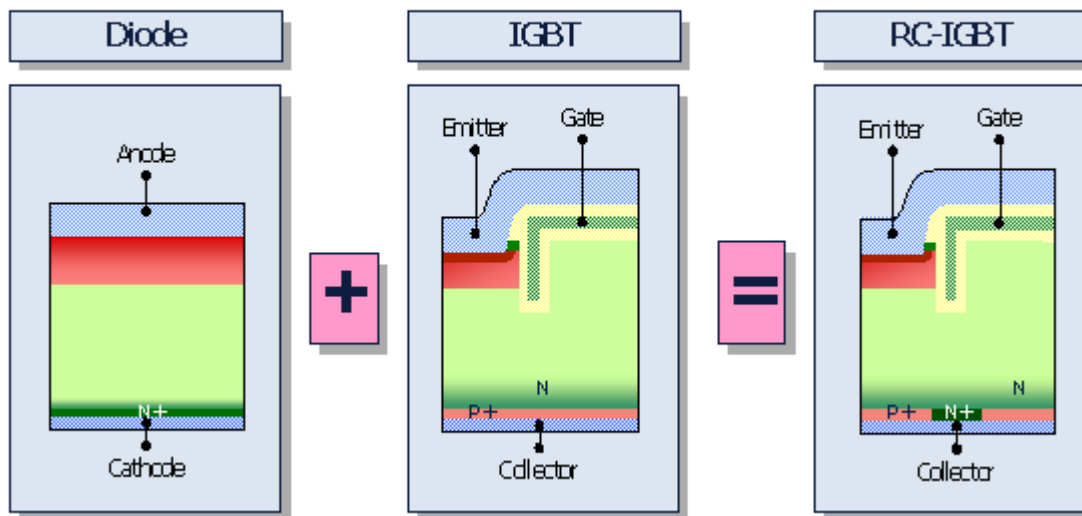 Diode
IGBT
RC-IGBT
Anode
N+
Cathode
+
Emitter
Gate
N
P+
Collector
=
Emitter
Gate
N
P+
N+
Collector